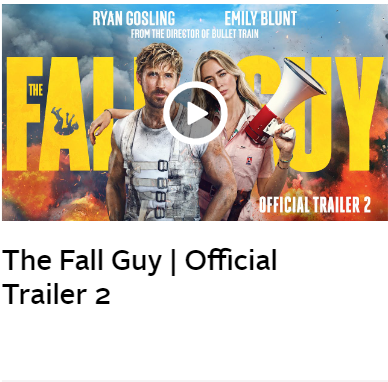 RYAN GOSLING EMILY BLUNT
FROM THE DIRECTOR OF BULLET TRAIN
THE FALL GUY
OFFICIAL TRAILER 2
The Fall Guy | Official
Trailer 2